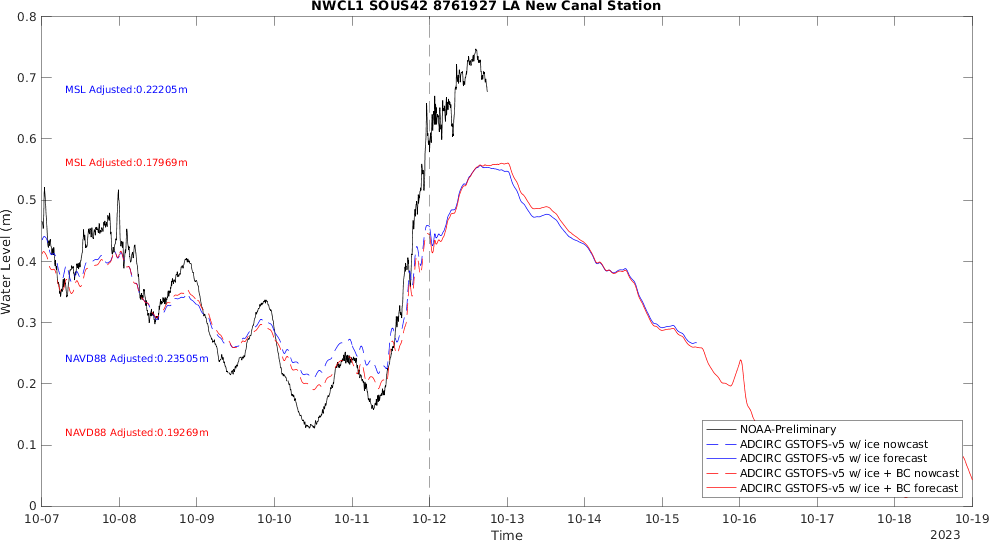 NWCL1 SOUS42 8761927 LA New Canal Station
0.8
0.7
0.6
0.5
0.4
0.3
0.2
0.1
0
Water Level (m)
MSL Adjusted:0.22205m
MSL Adjusted:0.17969m
NAVD88 Adjusted:0.23505m
NAVD88 Adjusted:0.19269m
NOAA-Preliminary
ADCIRC GSTOFS-v5 w/ ice nowcast
ADCIRC GSTOFS-v5 w/ ice forecast
ADCIRC GSTOFS-v5 w/ ice + BC nowcast
ADCIRC GSTOFS-v5 w/ ice + BC forecast
10-07 10-08 10-09 10-10 10-11 10-12 10-13 10-14 10-15 10-16 10-17 10-18 10-19
Time
2023